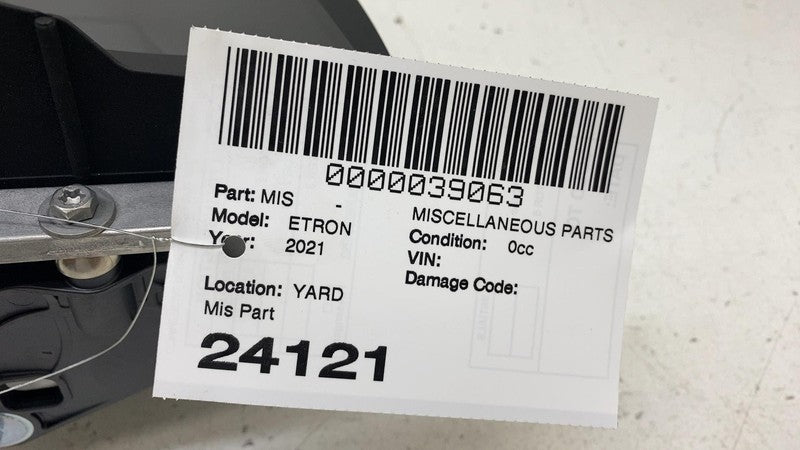 0000039063
Part: MIS - MISCELLANEOUS PARTS
Model: ETRON Condition: 0cc
Year: 2021 VIN:
Damage Code:
Location: YARD
Mis Part
24121